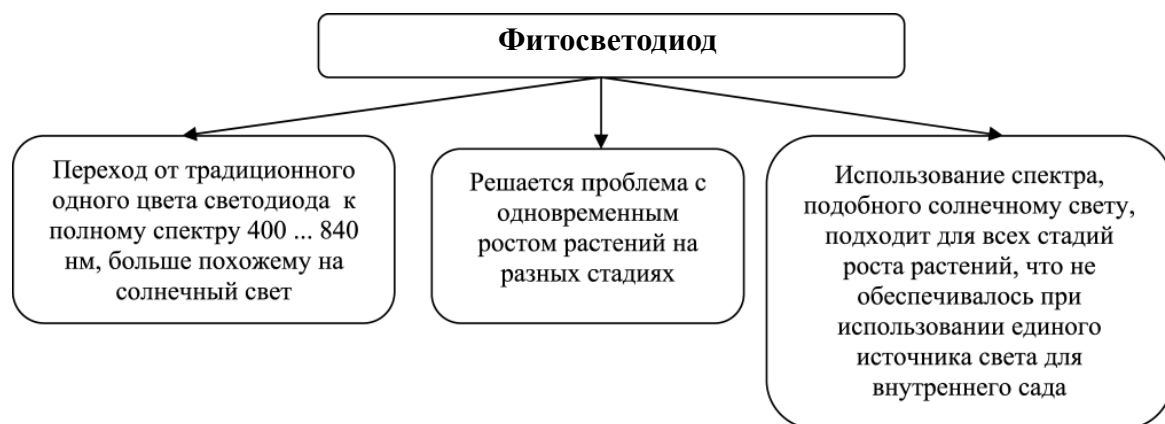 Фитосветодиод
Переход от традиционного
одного цвета светодиода к
полному спектру 400 ... 840
нм, больше похожему на
солнечный свет
Решается проблема с
одновременным
ростом растений на
разных стадиях
Использование спектра,
подобного солнечному свету,
подходит для всех стадий
роста растений, что не
обеспечивалось при
использовании единого
источника света для
внутреннего сада